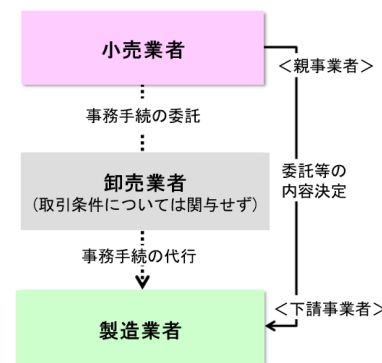 小売業者
＜親事業者＞
事務手続の委託
委託等の
内容決定
卸売業者
(取引条件については関与せず)
事務手続の代行
＜下請事業者＞
製造業者